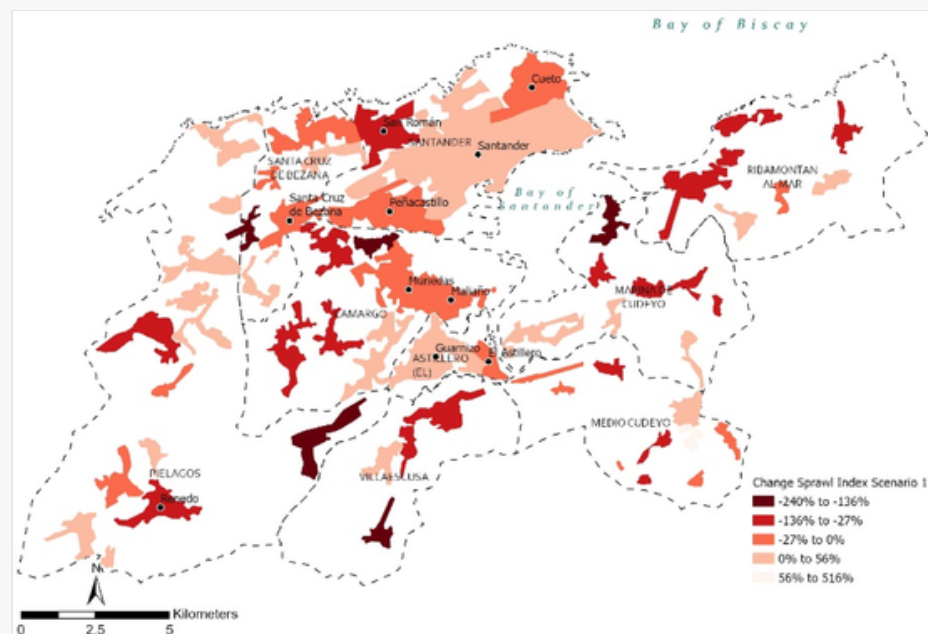 Bay of Biscay
Cueto
San Román
SANTANDER
Santander
SANTA CRUZ
DE BEZANA
RIBAMONTAN
AL MAR
Santa Cruz
de Bezana
Peñacastillo
Bay of
Santander
Muriedas
Maliaño
MARINA DE
CUDEYO
CAMARGO
Guarnizo
El Astillero
ASTILLERO
(EL)
MEDIO CUDEYO
PIELAGOS
VILLAESCUSA
Renedo
Change Sprawl Index Scenario 1
-240% to -136%
-136% to -27%
-27% to 0%
0% to 56%
56% to 516%
N
Kilometers
0 2.5 5